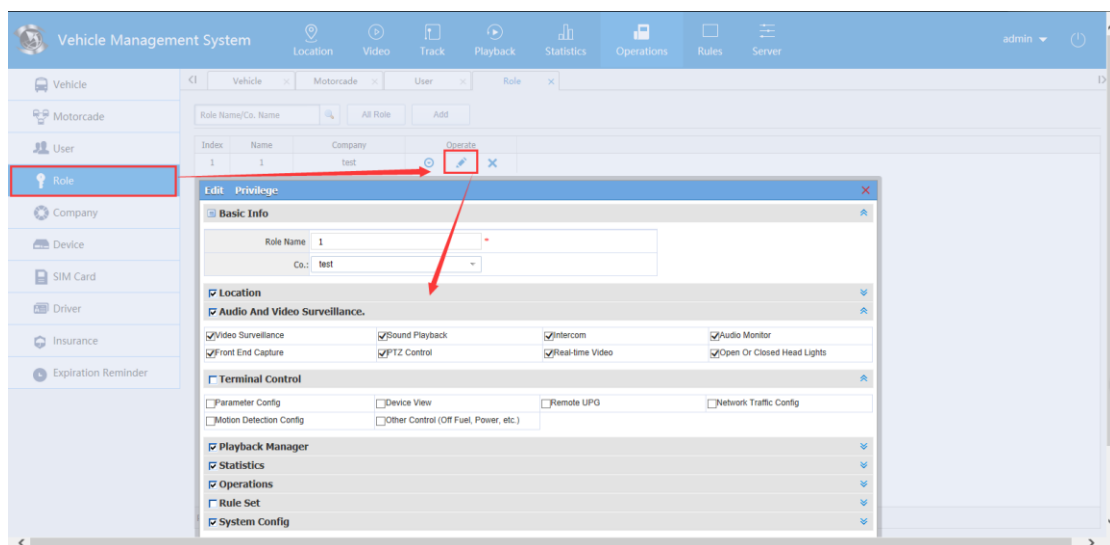 Vehicle Management System
Location Video Track Playback Statistics Operations Rules Server
admin
Vehicle
Motorcade
User
Role
Company
Device
SIM Card
Driver
Insurance
Expiration Reminder
Vehicle Motorcade User Role
Role Name/Co. Name All Role Add
Index Name Company Operate
1 1 test
Edit Privilege
Basic Info
Role Name 1 *
Co.: test
Location
Audio And Video Surveillance.
Video Surveillance Sound Playback Intercom Audio Monitor
Front End Capture PTZ Control Real-time Video Open Or Closed Head Lights
Terminal Control
Parameter Config Device View Remote UPG Network Traffic Config
Motion Detection Config Other Control (Off Fuel, Power, etc.)
Playback Manager
Statistics
Operations
Rule Set
System Config